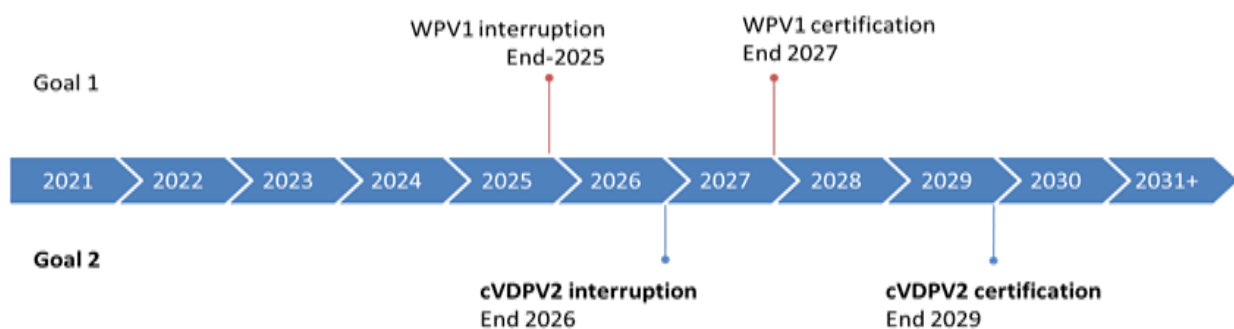 WPV1 interruption
End-2025
WPV1 certification
End 2027
Goal 1
2021 2022 2023 2024 2025 2026 2027 2028 2029 2030 2031+
Goal 2
cVDPV2 interruption
End 2026
cVDPV2 certification
End 2029